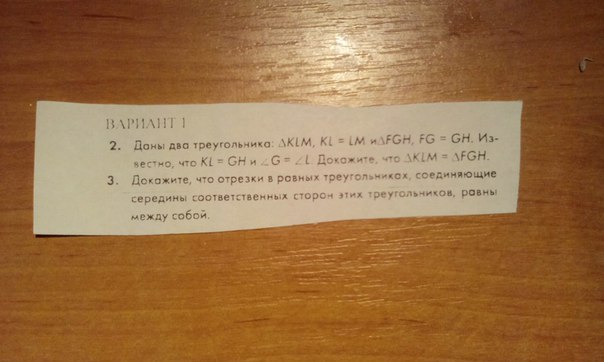 ВАРИАНТ 1
2. Даны два треугольника: ΔKLM, KL = LM иΔFGH, FG = GH. Из-
вестно, что KL = GH и ∠G = ∠L. Докажите, что ΔKLM = ΔFGH.
3. Докажите, что отрезки в равных треугольниках, соединяющие
середины соответственных сторон этих треугольников, равны
между собой.